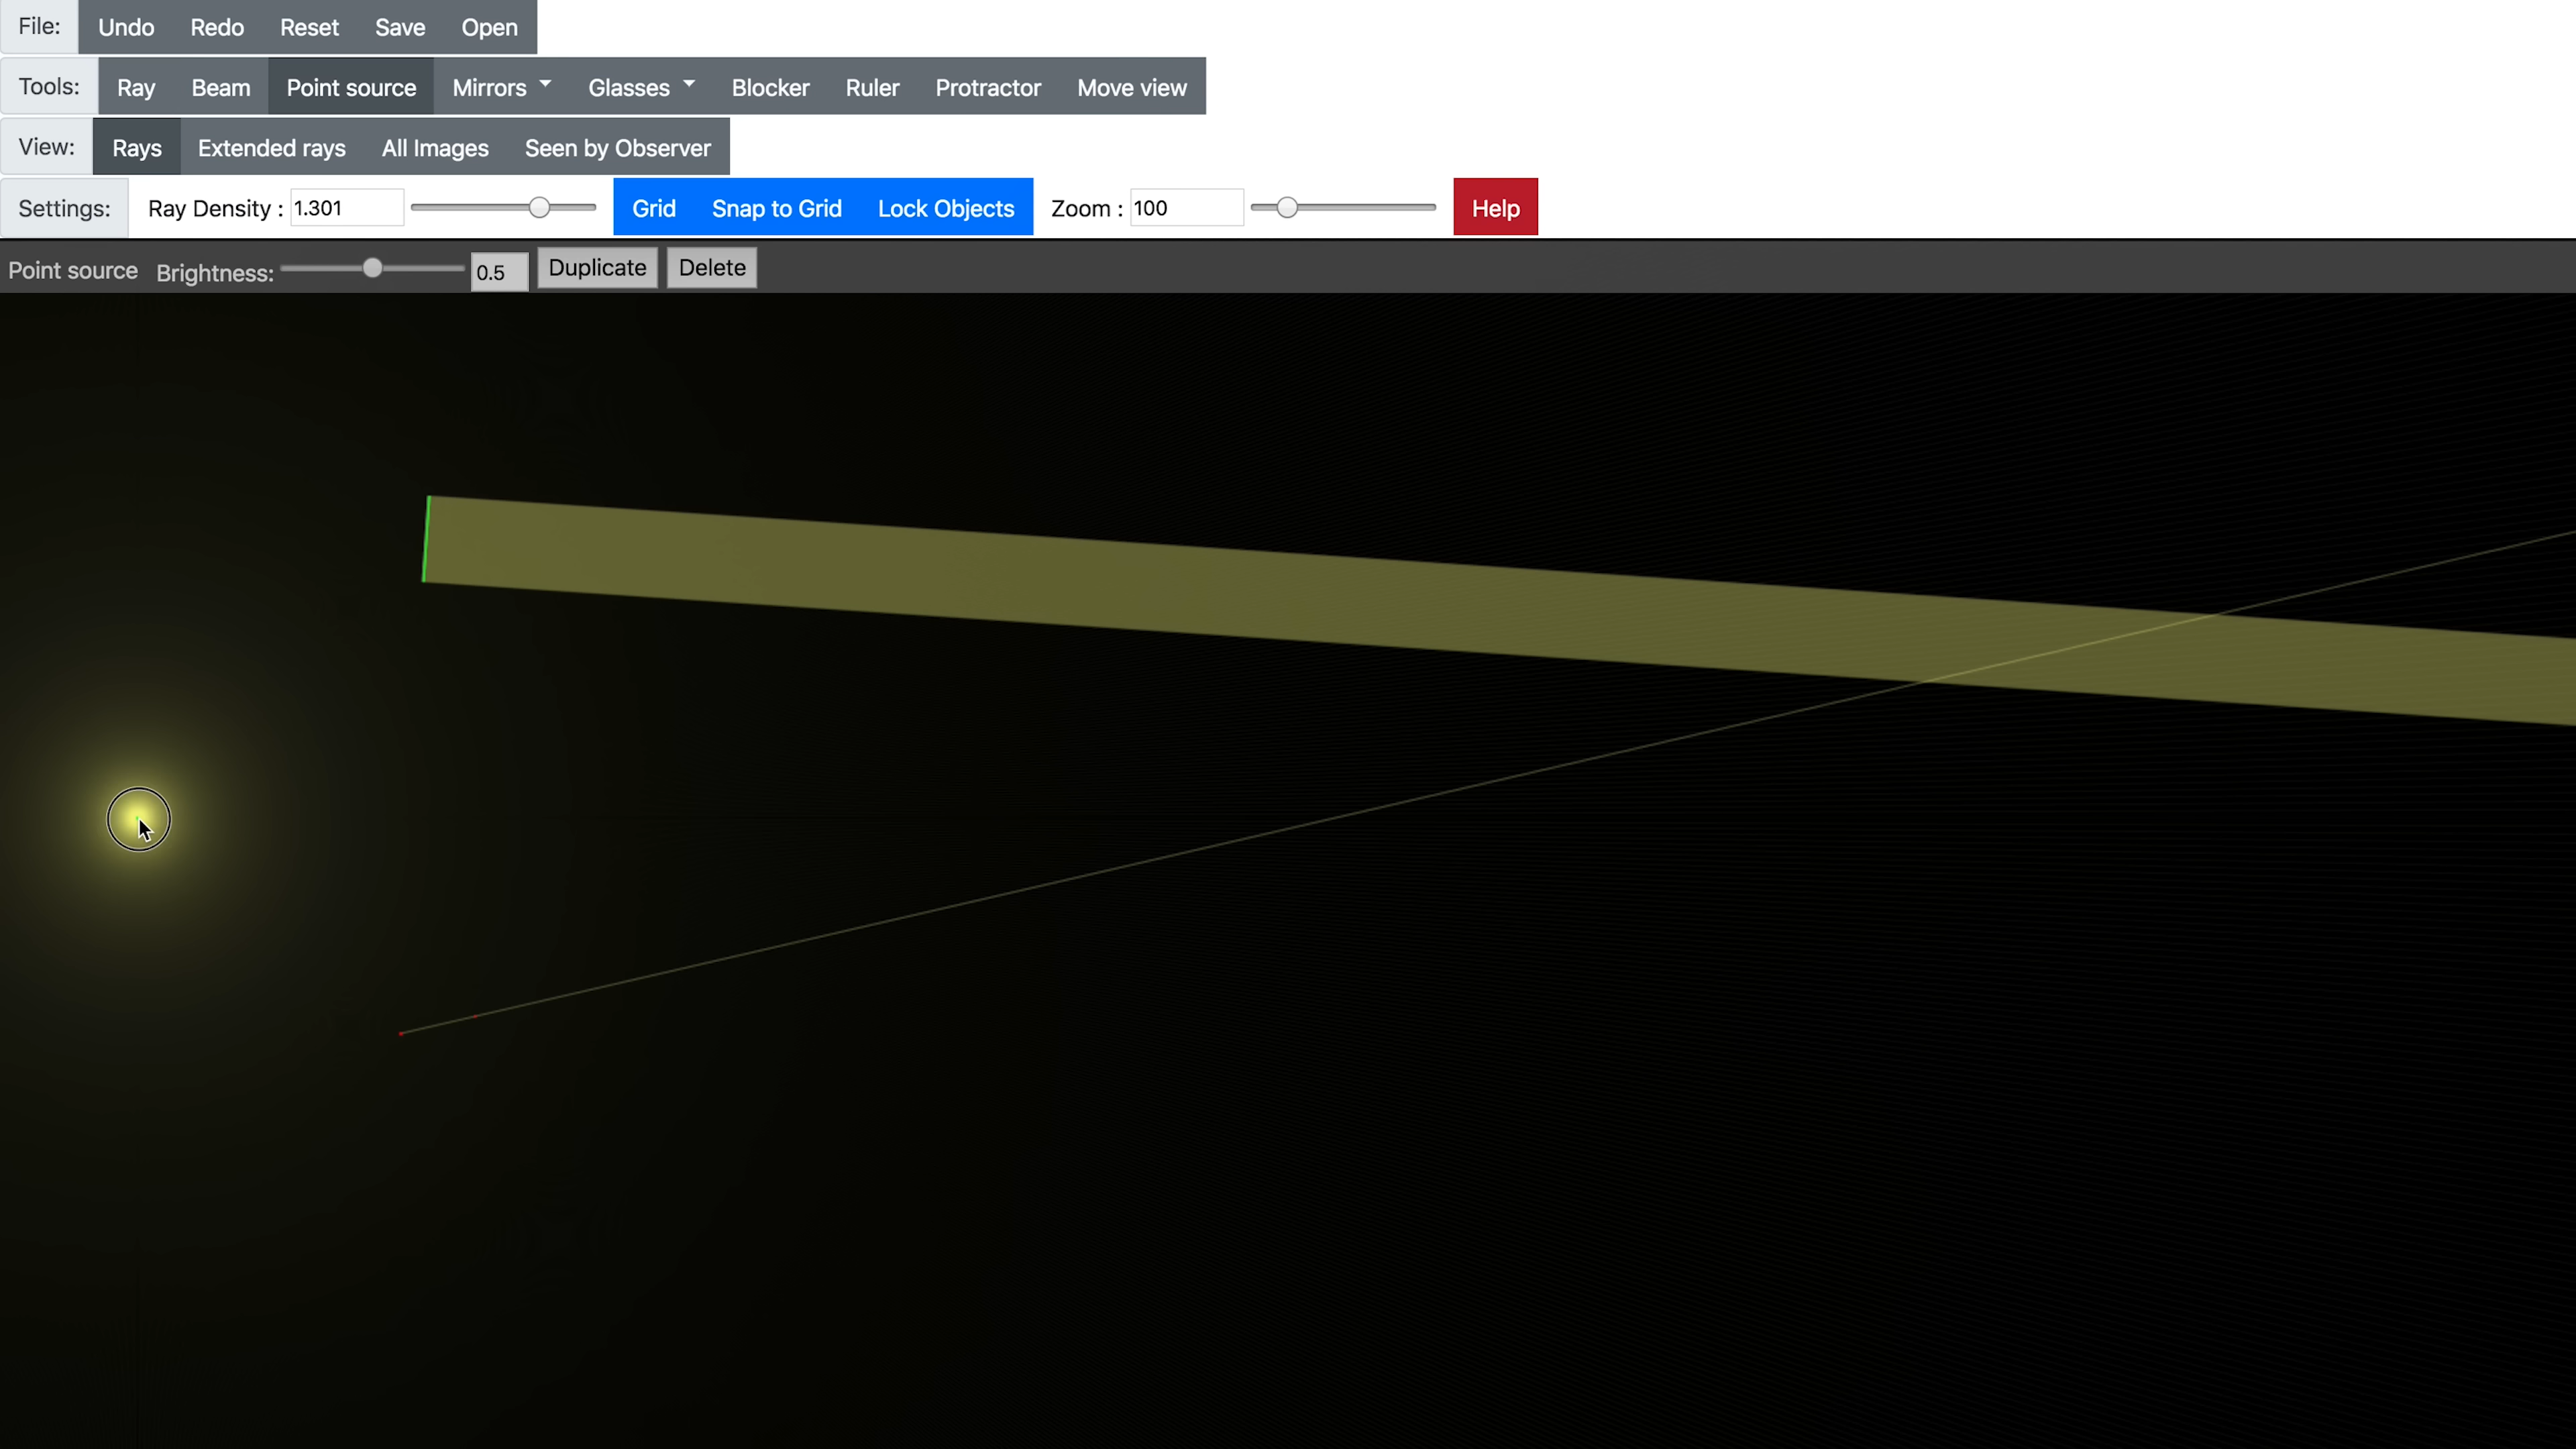 File: Undo Redo Reset Save Open
Tools: Ray Beam Point source Mirrors Glasses Blocker Ruler Protractor Move view
View: Rays Extended rays All Images Seen by Observer
Settings: Ray Density : 1.301 Grid Snap to Grid Lock Objects Zoom : 100 Help
Point source Brightness: 0.5 Duplicate Delete